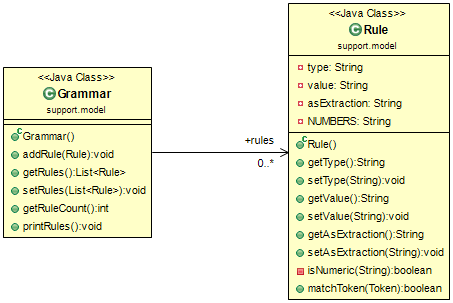 <<Java Class>>
Grammar
support.model
Grammar()
addRule(Rule):void
getRules():List<Rule>
setRules(List<Rule>):void
getRuleCount():int
printRules():void
+rules
0..*
<<Java Class>>
Rule
support.model
type: String
value: String
asExtraction: String
NUMBERS: String
Rule()
getType():String
setType(String):void
getValue():String
setValue(String):void
getAsExtraction():String
setAsExtraction(String):void
isNumeric(String):boolean
matchToken(Token):boolean